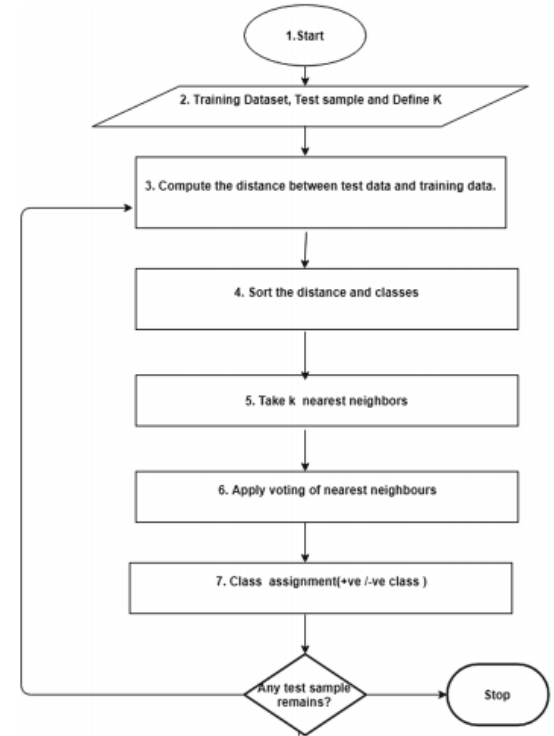 1.Start
2. Training Dataset, Test sample and Define K
3. Compute the distance between test data and training data.
4. Sort the distance and classes
5. Take k nearest neighbors
6. Apply voting of nearest neighbours
7. Class assignment(+ve /-ve class )
Any test sample
remains?
Stop